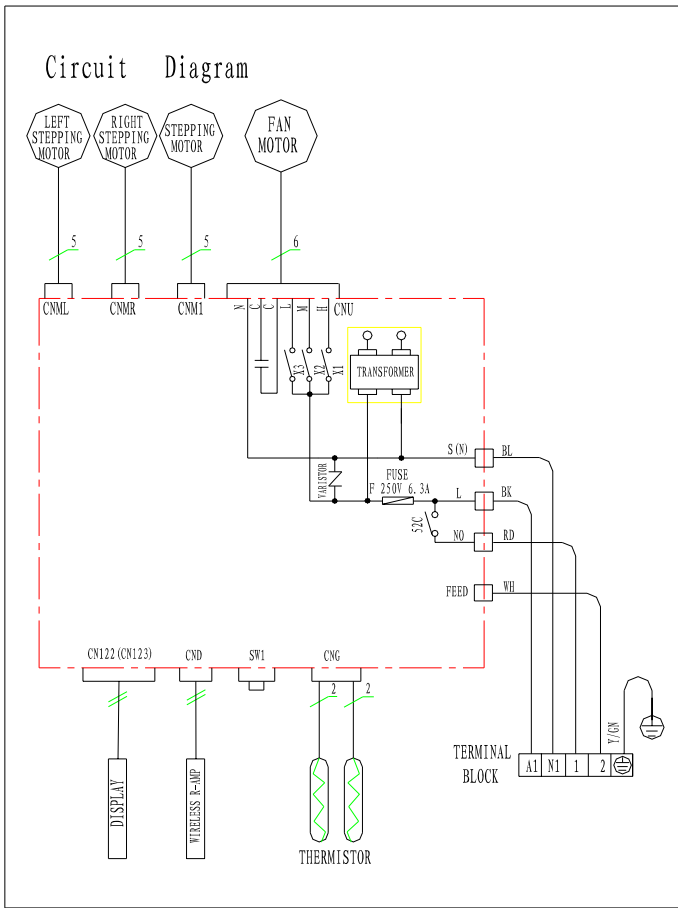 Circuit Diagram
LEFT
STEPPING
MOTOR
RIGHT
STEPPING
MOTOR
STEPPING
MOTOR
FAN
MOTOR
5
5
5
6
CNML
CNMR
CNM1
CNU
N
C
C
L
M
H
X3
X2
X1
TRANSFORMER
S(N)
BL
VARISTOR
FUSE
F 250V 6.3A
L
BK
52C
NO
RD
FEED
WH
CN122(CN123)
CND
SW1
CNG
2
2
DISPLAY
WIRELESS R-AMP
THERMISTOR
Y/GN
TERMINAL
BLOCK
A1 N1 1 2